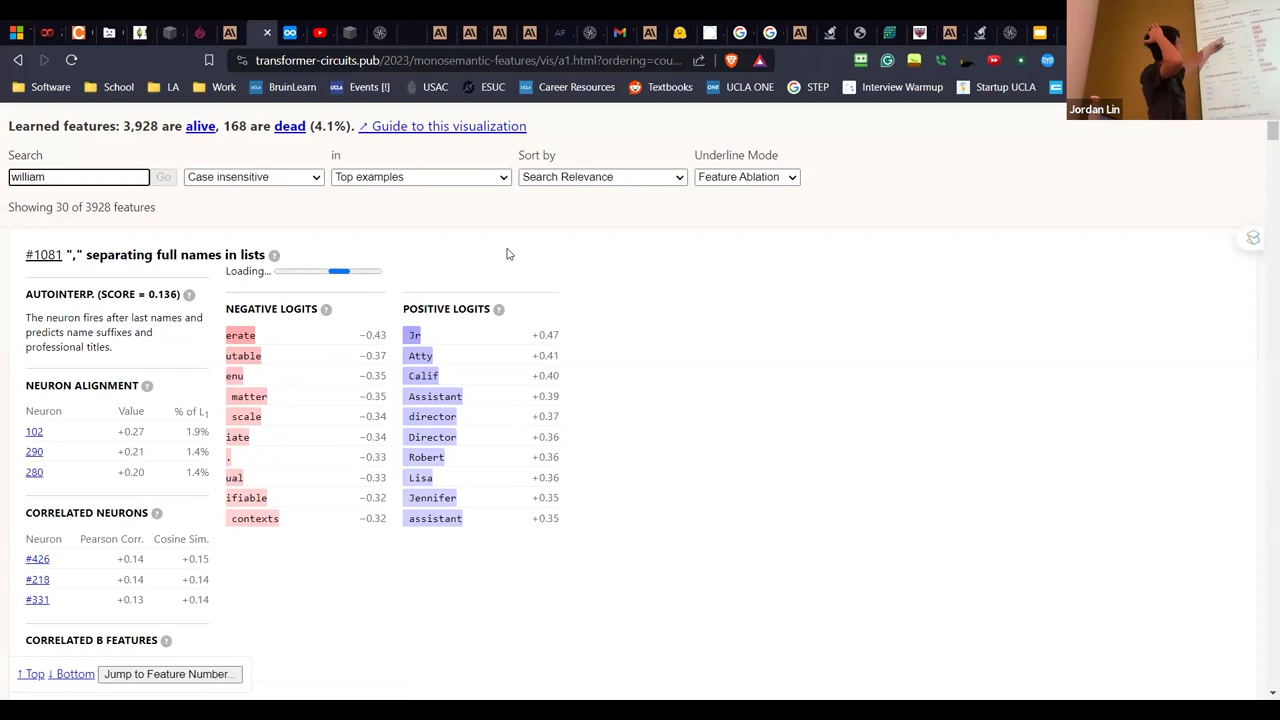 transformer-circuits.pub/2023/monosemantic-features/vis/a1.html?ordering=cou...
Software
School
LA
Work
BruinLearn
Events [!]
USAC
ESUC
Career Resources
Textbooks
UCLA ONE
STEP
Interview Warmup
Startup UCLA
Jordan Lin
Learned features: 3,928 are alive, 168 are dead (4.1%). ↗ Guide to this visualization
Search in Sort by Underline Mode
william Go Case insensitive Top examples Search Relevance Feature Ablation
Showing 30 of 3928 features
#1081 "," separating full names in lists ?
Loading...
AUTOINTERP. (SCORE = 0.136) ?
The neuron fires after last names and
predicts name suffixes and
professional titles.
NEURON ALIGNMENT ?
Neuron Value % of L1
102 +0.27 1.9%
290 +0.21 1.4%
280 +0.20 1.4%
CORRELATED NEURONS ?
Neuron Pearson Corr. Cosine Sim.
#426 +0.14 +0.15
#218 +0.14 +0.14
#331 +0.13 +0.14
CORRELATED B FEATURES ?
NEGATIVE LOGITS ?
erate −0.43
utable −0.37
enu −0.35
matter −0.35
scale −0.34
iate −0.34
. −0.33
ual −0.33
ifiable −0.32
contexts −0.32
POSITIVE LOGITS ?
Jr +0.47
Atty +0.41
Calif +0.40
Assistant +0.39
director +0.37
Director +0.36
Robert +0.36
Lisa +0.36
Jennifer +0.35
assistant +0.35
↑ Top ↓ Bottom Jump to Feature Number...